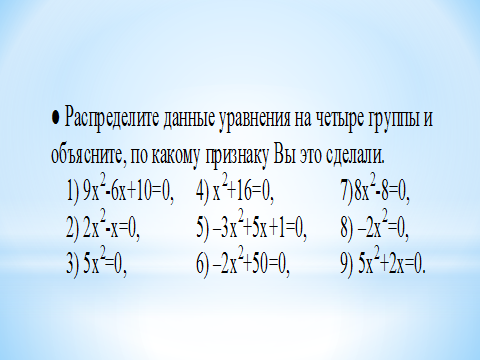 ● Распределите данные уравнения на четыре группы и
объясните, по какому признаку Вы это сделали.
1) 9x²-6x+10=0, 4) x²+16=0, 7)8x²-8=0,
2) 2x²-x=0, 5) –3x²+5x+1=0, 8) –2x²=0,
3) 5x²=0, 6) –2x²+50=0, 9) 5x²+2x=0.